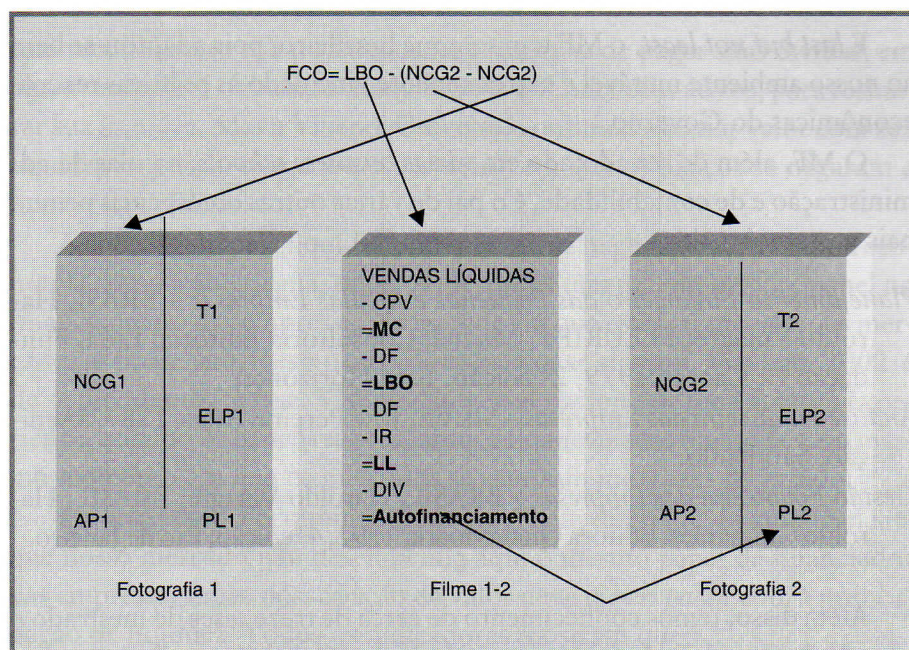 FCO= LBO - (NCG2 - NCG2)
T1
NCG1
ELP1
AP1 PL1
Fotografia 1
VENDAS LÍQUIDAS
- CPV
=MC
- DF
=LBO
- DF
- IR
=LL
- DIV
=Autofinanciamento
Filme 1-2
T2
NCG2
ELP2
AP2 PL2
Fotografia 2